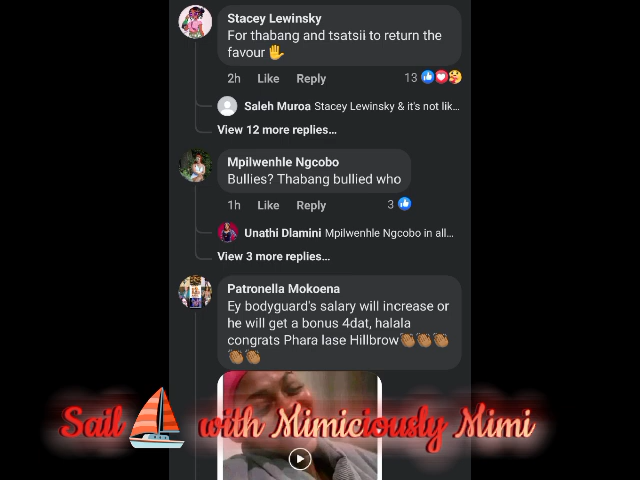 Stacey Lewinsky
For thabang and tsatsii to return the
favour ✋
2h Like Reply 13
Saleh Muroa Stacey Lewinsky & it's not lik...
View 12 more replies...
Mpilwenhle Ngcobo
Bullies? Thabang bullied who
1h Like Reply 3
Unathi Dlamini Mpilwenhle Ngcobo in all...
View 3 more replies...
Patronella Mokoena
Ey bodyguard's salary will increase or
he will get a bonus 4dat, halala
congrats Phara lase Hillbrow👏🏾👏🏾👏🏾
👏🏾👏🏾
Sail ⛵ with Mimiciously Mimi